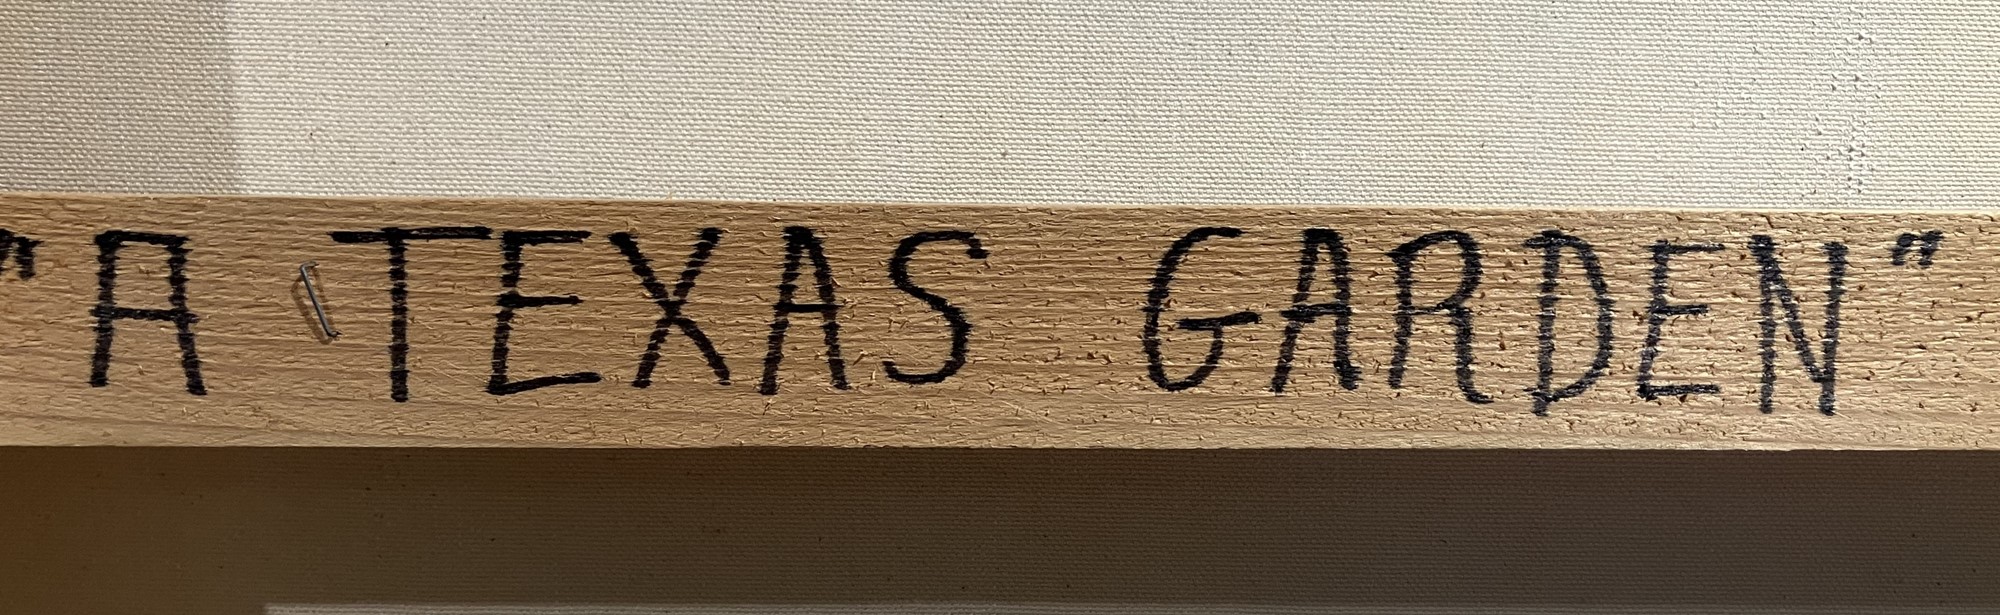 "A TEXAS GARDEN"